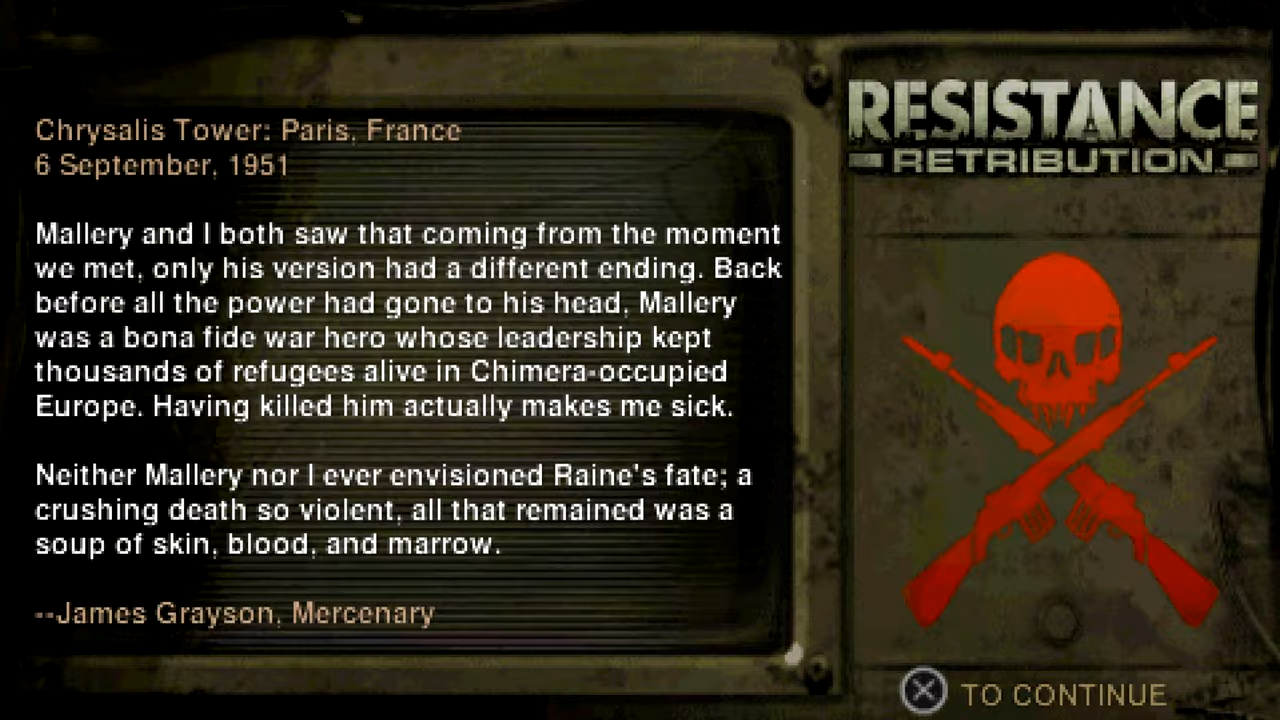 Chrysalis Tower: Paris, France
6 September, 1951
Mallery and I both saw that coming from the moment
we met, only his version had a different ending. Back
before all the power had gone to his head, Mallery
was a bona fide war hero whose leadership kept
thousands of refugees alive in Chimera-occupied
Europe. Having killed him actually makes me sick.
Neither Mallery nor I ever envisioned Raine's fate; a
crushing death so violent, all that remained was a
soup of skin, blood, and marrow.
--James Grayson, Mercenary
RESISTANCE
RETRIBUTION
TO CONTINUE